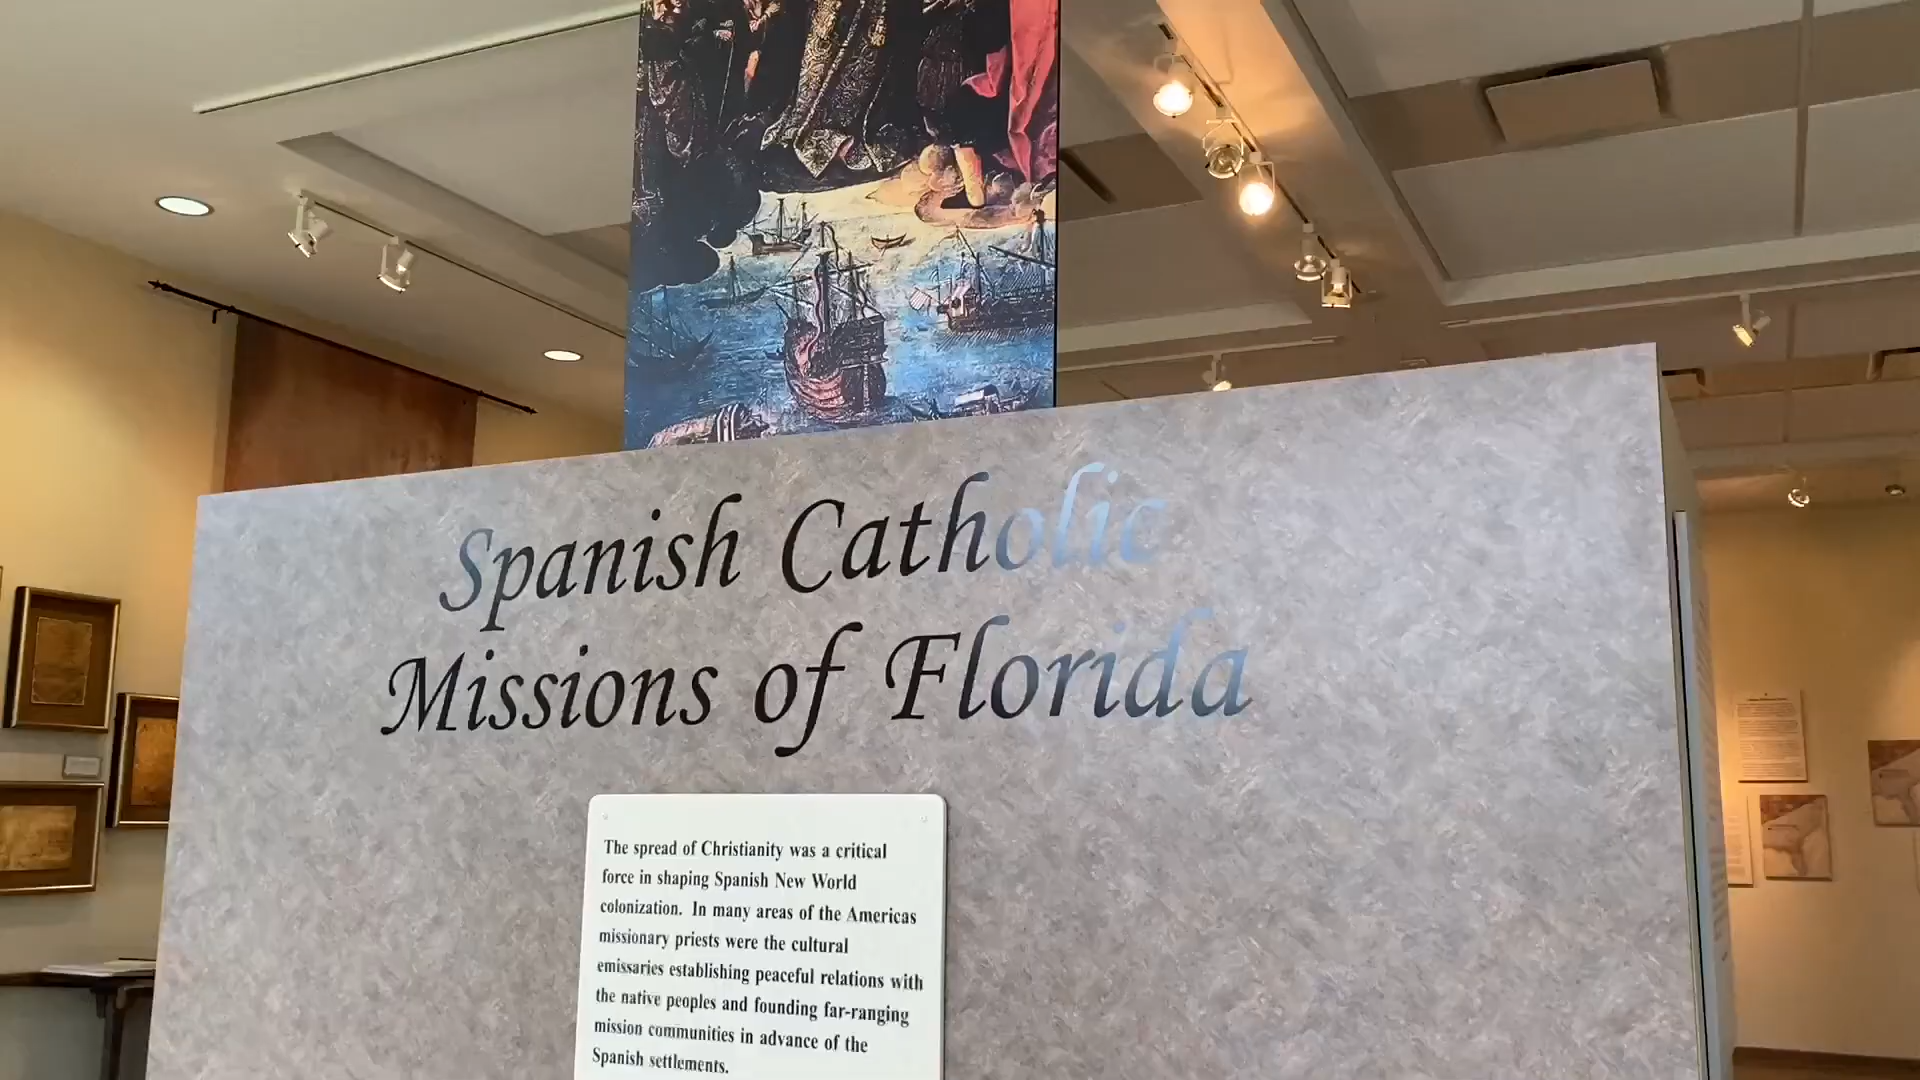 Spanish Catholic
Missions of Florida
The spread of Christianity was a critical
force in shaping Spanish New World
colonization. In many areas of the Americas
missionary priests were the cultural
emissaries establishing peaceful relations with
the native peoples and founding far-ranging
mission communities in advance of the
Spanish settlements.